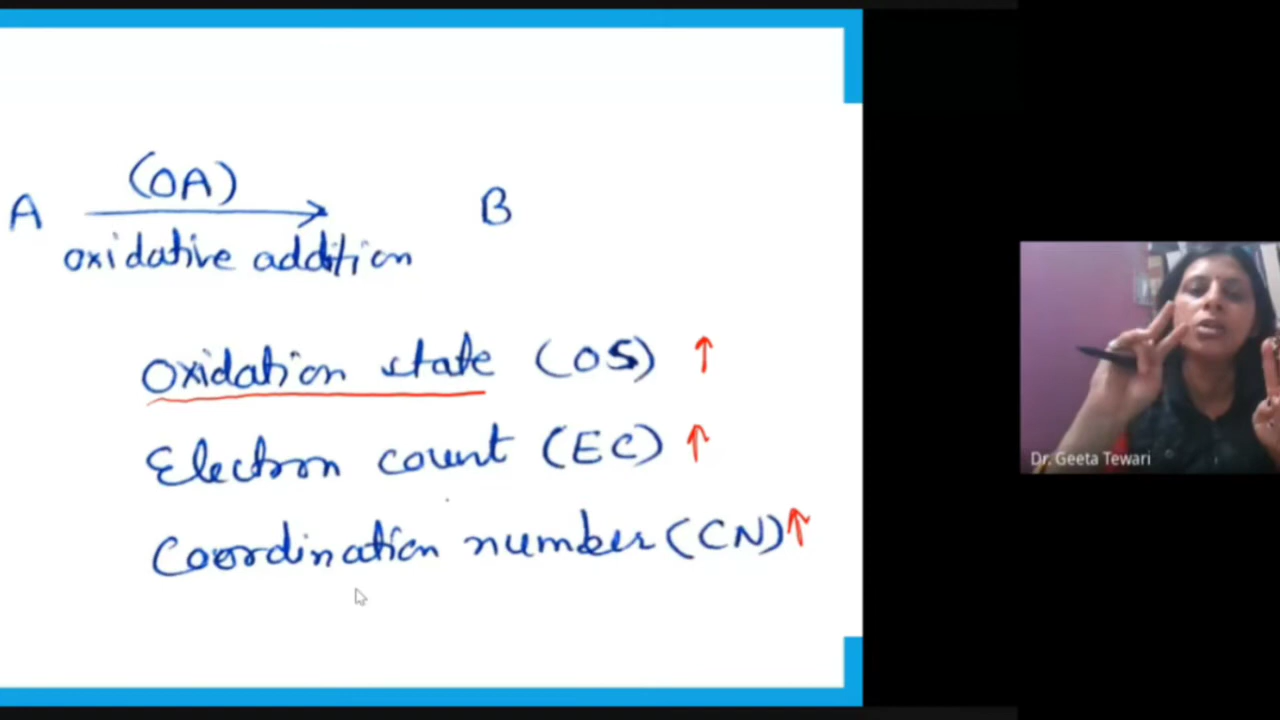 (OA)
A → B
oxidative addition
Oxidation state (OS) ↑
Electron count (EC) ↑
Coordination number (CN) ↑
Dr. Geeta Tewari